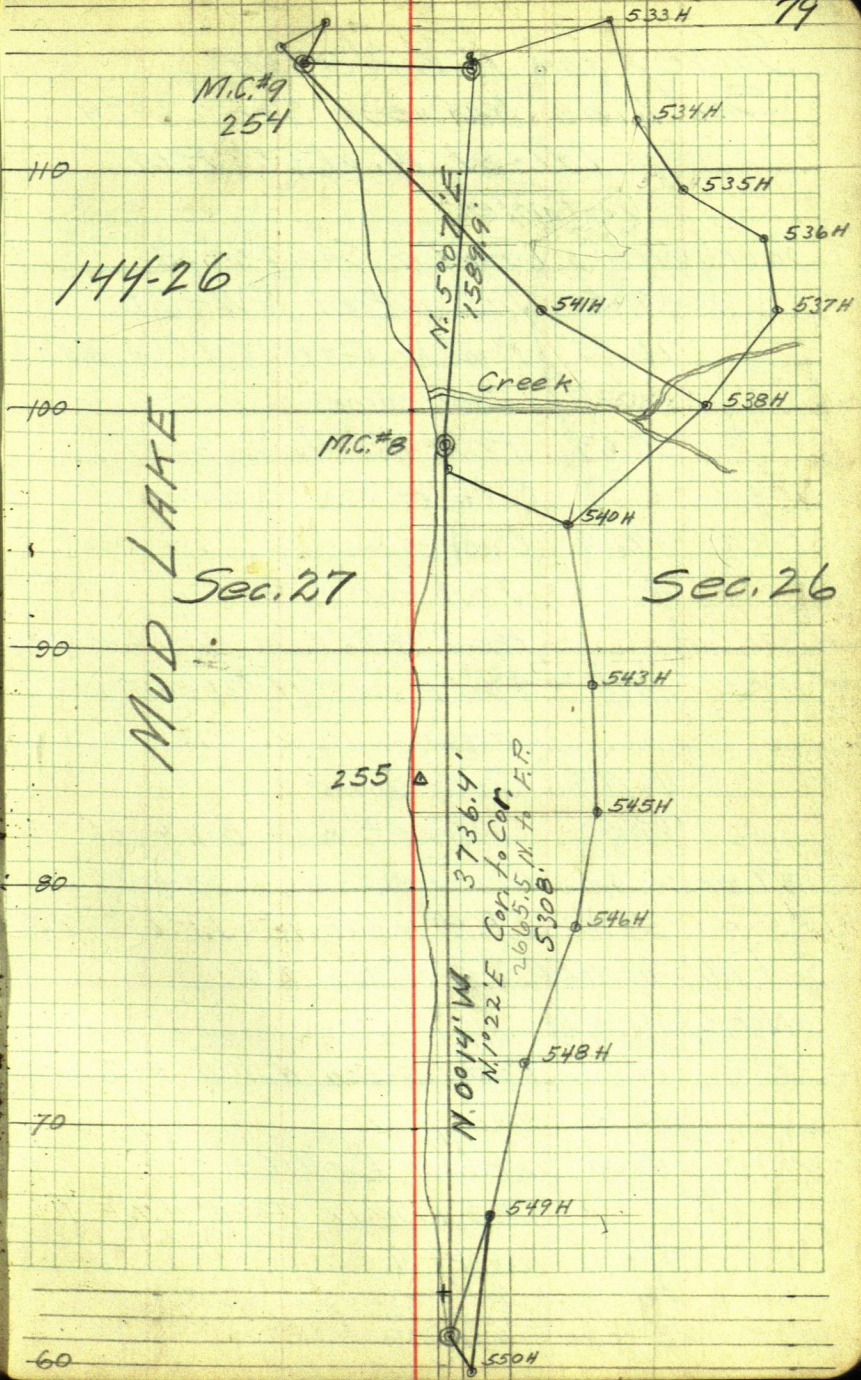 79
533H
M.C.#9
254
534H
110
535H
536H
144-26
N. 5°07'E.
1589.9'
541H
537H
Creek
100
538H
M.C.#8
540H
MUD LAKE
Sec. 27
Sec. 26
90
543H
255
545H
3736.4'
N. 0°14' W
N. 1°22'E Cor. to Cor.
2665.5 N. to F.P.
5308'
80
546H
548H
70
549H
60
550H